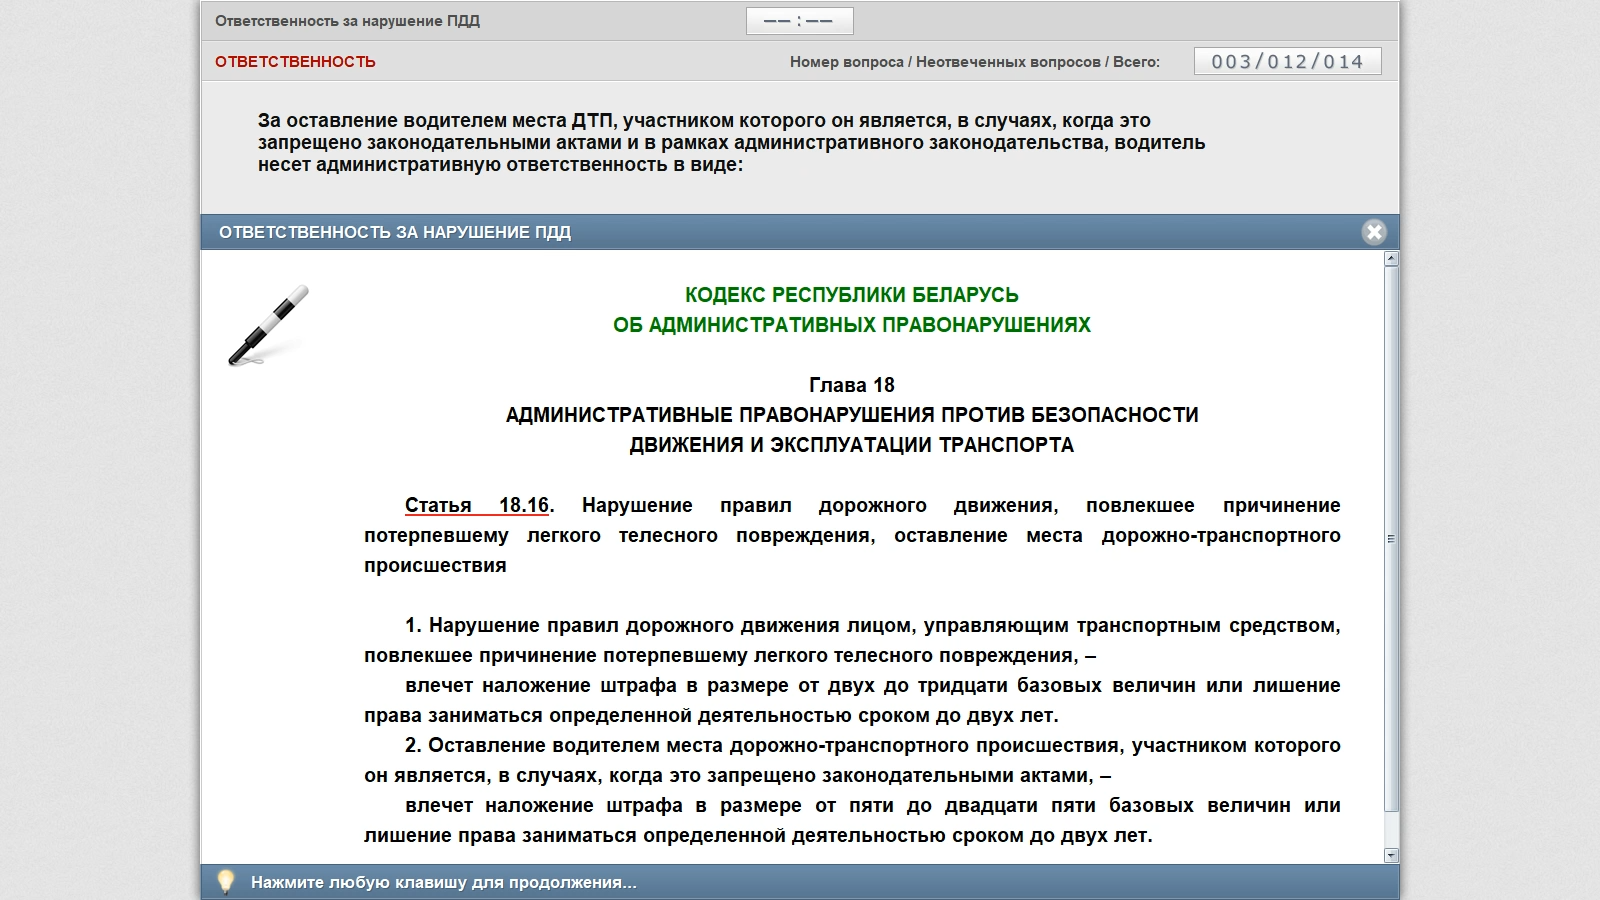 Ответственность за нарушение ПДД
——:——
ОТВЕТСТВЕННОСТЬ
Номер вопроса / Неотвеченных вопросов / Всего:
003/012/014
За оставление водителем места ДТП, участником которого он является, в случаях, когда это
запрещено законодательными актами и в рамках административного законодательства, водитель
несет административную ответственность в виде:
ОТВЕТСТВЕННОСТЬ ЗА НАРУШЕНИЕ ПДД
КОДЕКС РЕСПУБЛИКИ БЕЛАРУСЬ
ОБ АДМИНИСТРАТИВНЫХ ПРАВОНАРУШЕНИЯХ
Глава 18
АДМИНИСТРАТИВНЫЕ ПРАВОНАРУШЕНИЯ ПРОТИВ БЕЗОПАСНОСТИ
ДВИЖЕНИЯ И ЭКСПЛУАТАЦИИ ТРАНСПОРТА
Статья 18.16. Нарушение правил дорожного движения, повлекшее причинение
потерпевшему легкого телесного повреждения, оставление места дорожно-транспортного
происшествия
1. Нарушение правил дорожного движения лицом, управляющим транспортным средством,
повлекшее причинение потерпевшему легкого телесного повреждения, –
влечет наложение штрафа в размере от двух до тридцати базовых величин или лишение
права заниматься определенной деятельностью сроком до двух лет.
2. Оставление водителем места дорожно-транспортного происшествия, участником которого
он является, в случаях, когда это запрещено законодательными актами, –
влечет наложение штрафа в размере от пяти до двадцати пяти базовых величин или
лишение права заниматься определенной деятельностью сроком до двух лет.
Нажмите любую клавишу для продолжения...